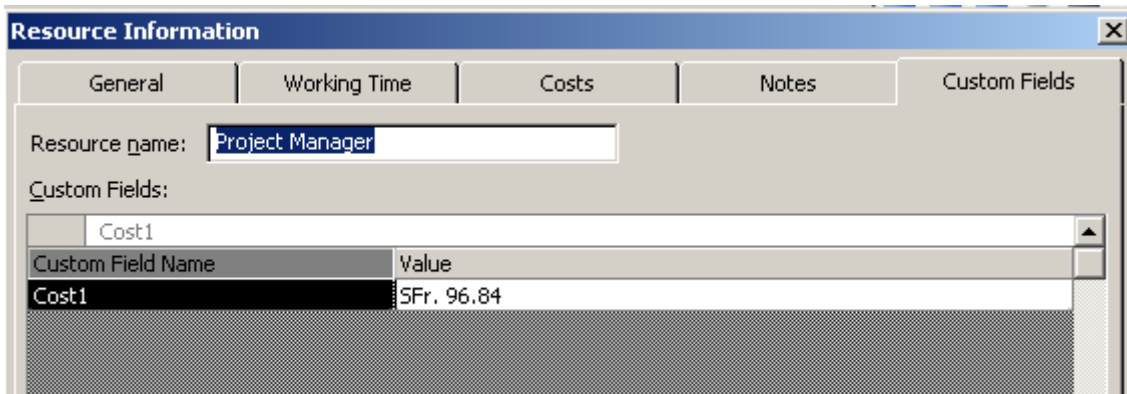 Resource Information
General Working Time Costs Notes Custom Fields
Resource name: Project Manager
Custom Fields:
Cost1
Custom Field Name Value
Cost1 SFr. 96.84